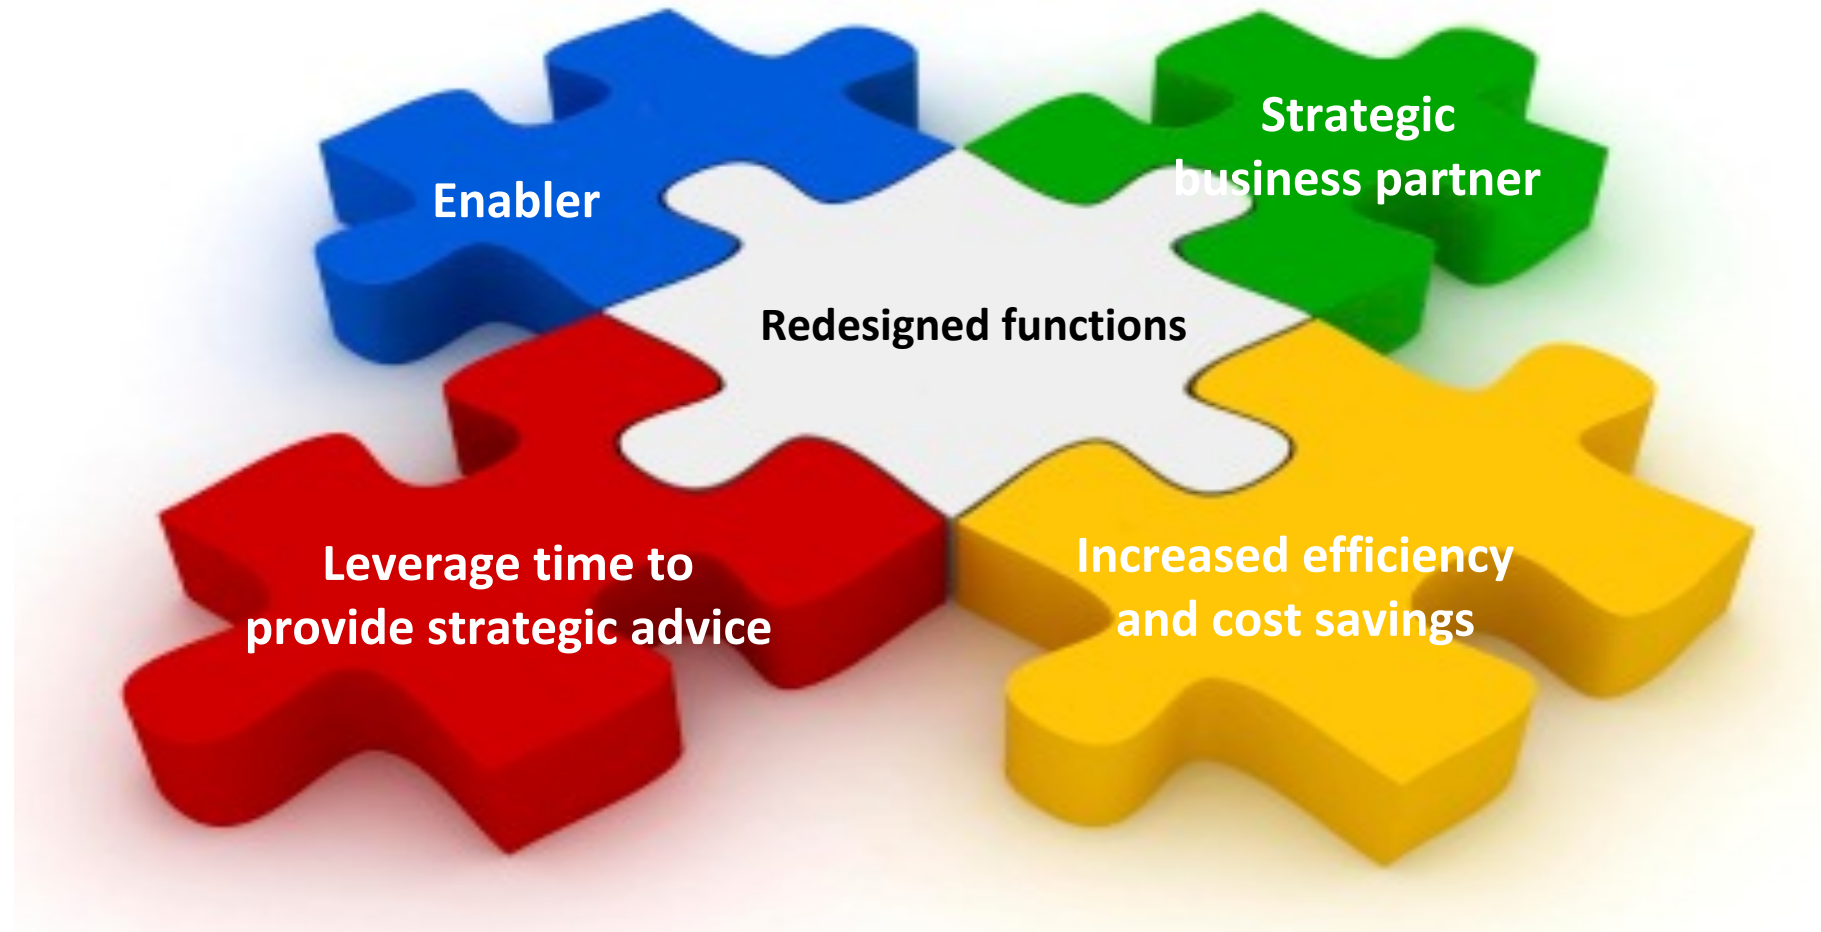 Strategic
business partner
Enabler
Redesigned functions
Leverage time to
provide strategic advice
Increased efficiency
and cost savings